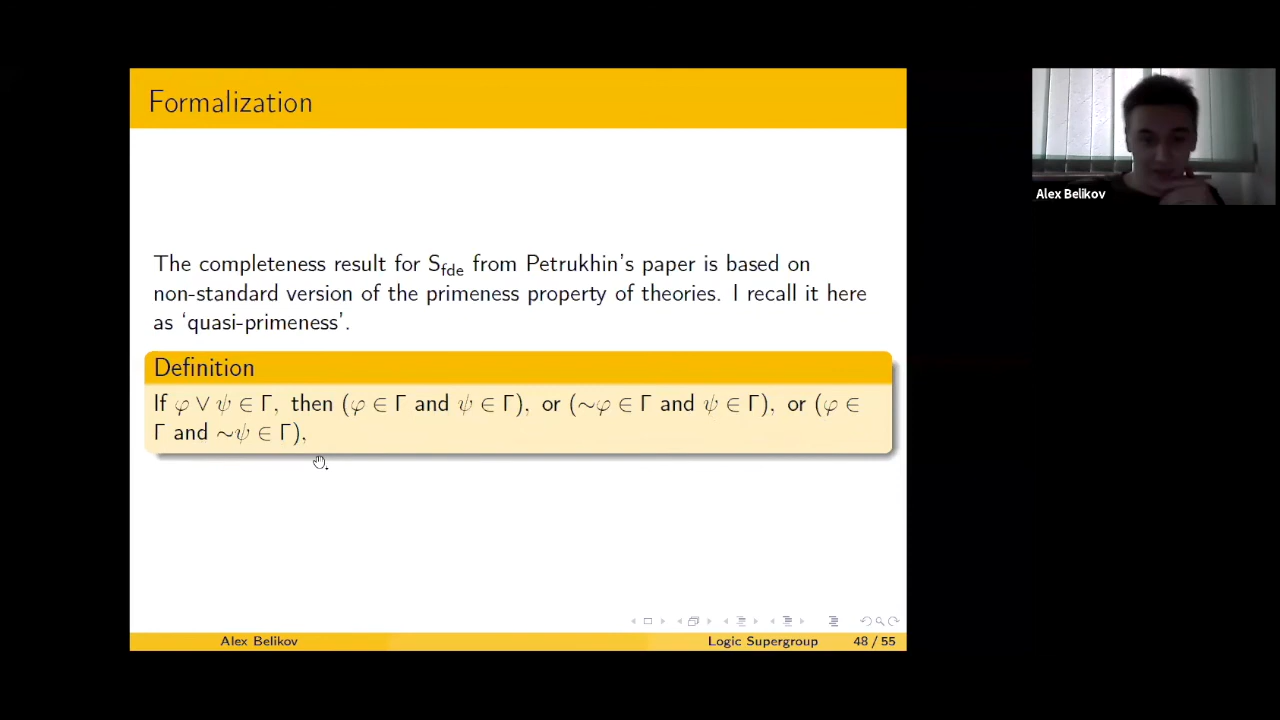 Formalization
The completeness result for S_fde from Petrukhin's paper is based on
non-standard version of the primeness property of theories. I recall it here
as ‘quasi-primeness’.
Definition
If φ ∨ ψ ∈ Γ, then (φ ∈ Γ and ψ ∈ Γ), or (∼φ ∈ Γ and ψ ∈ Γ), or (φ ∈
Γ and ∼ψ ∈ Γ),
Alex Belikov
Logic Supergroup
48 / 55
Alex Belikov